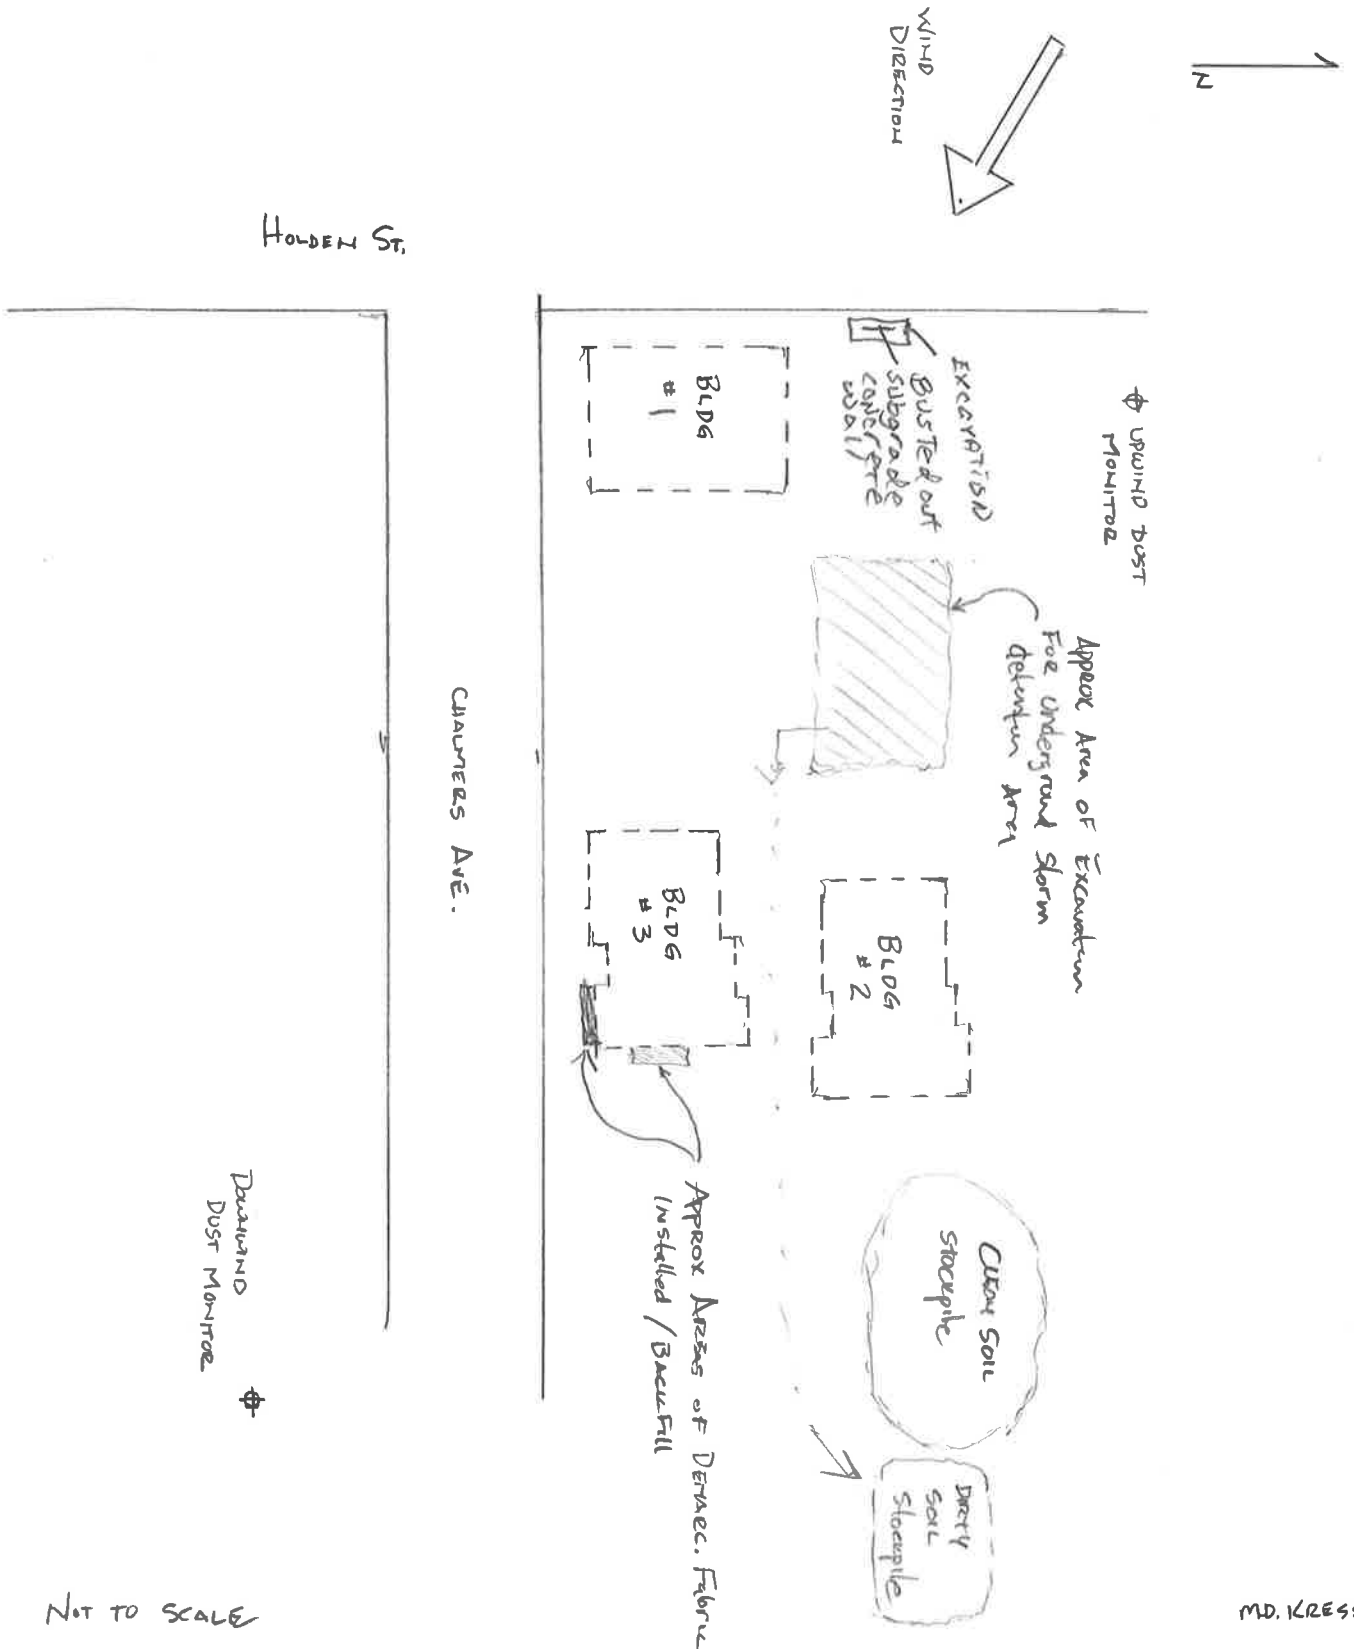 N
WIND
DIRECTION
HOLDEN ST.
EXCAVATION
Busted out
subgrade
concrete
wall
UPWIND DUST
MONITOR
BLDG
# 1
Approx Area of Excavation
For Underground Storm
detention Area
CHALMERS AVE.
BLDG
# 3
BLDG
# 2
Approx Areas of Demarc. Fabric
Installed / Backfill
Clean Soil
Stockpile
Dirty
Soil
Stockpile
DOWNWIND
DUST MONITOR
NOT TO SCALE
M.D. KRESS